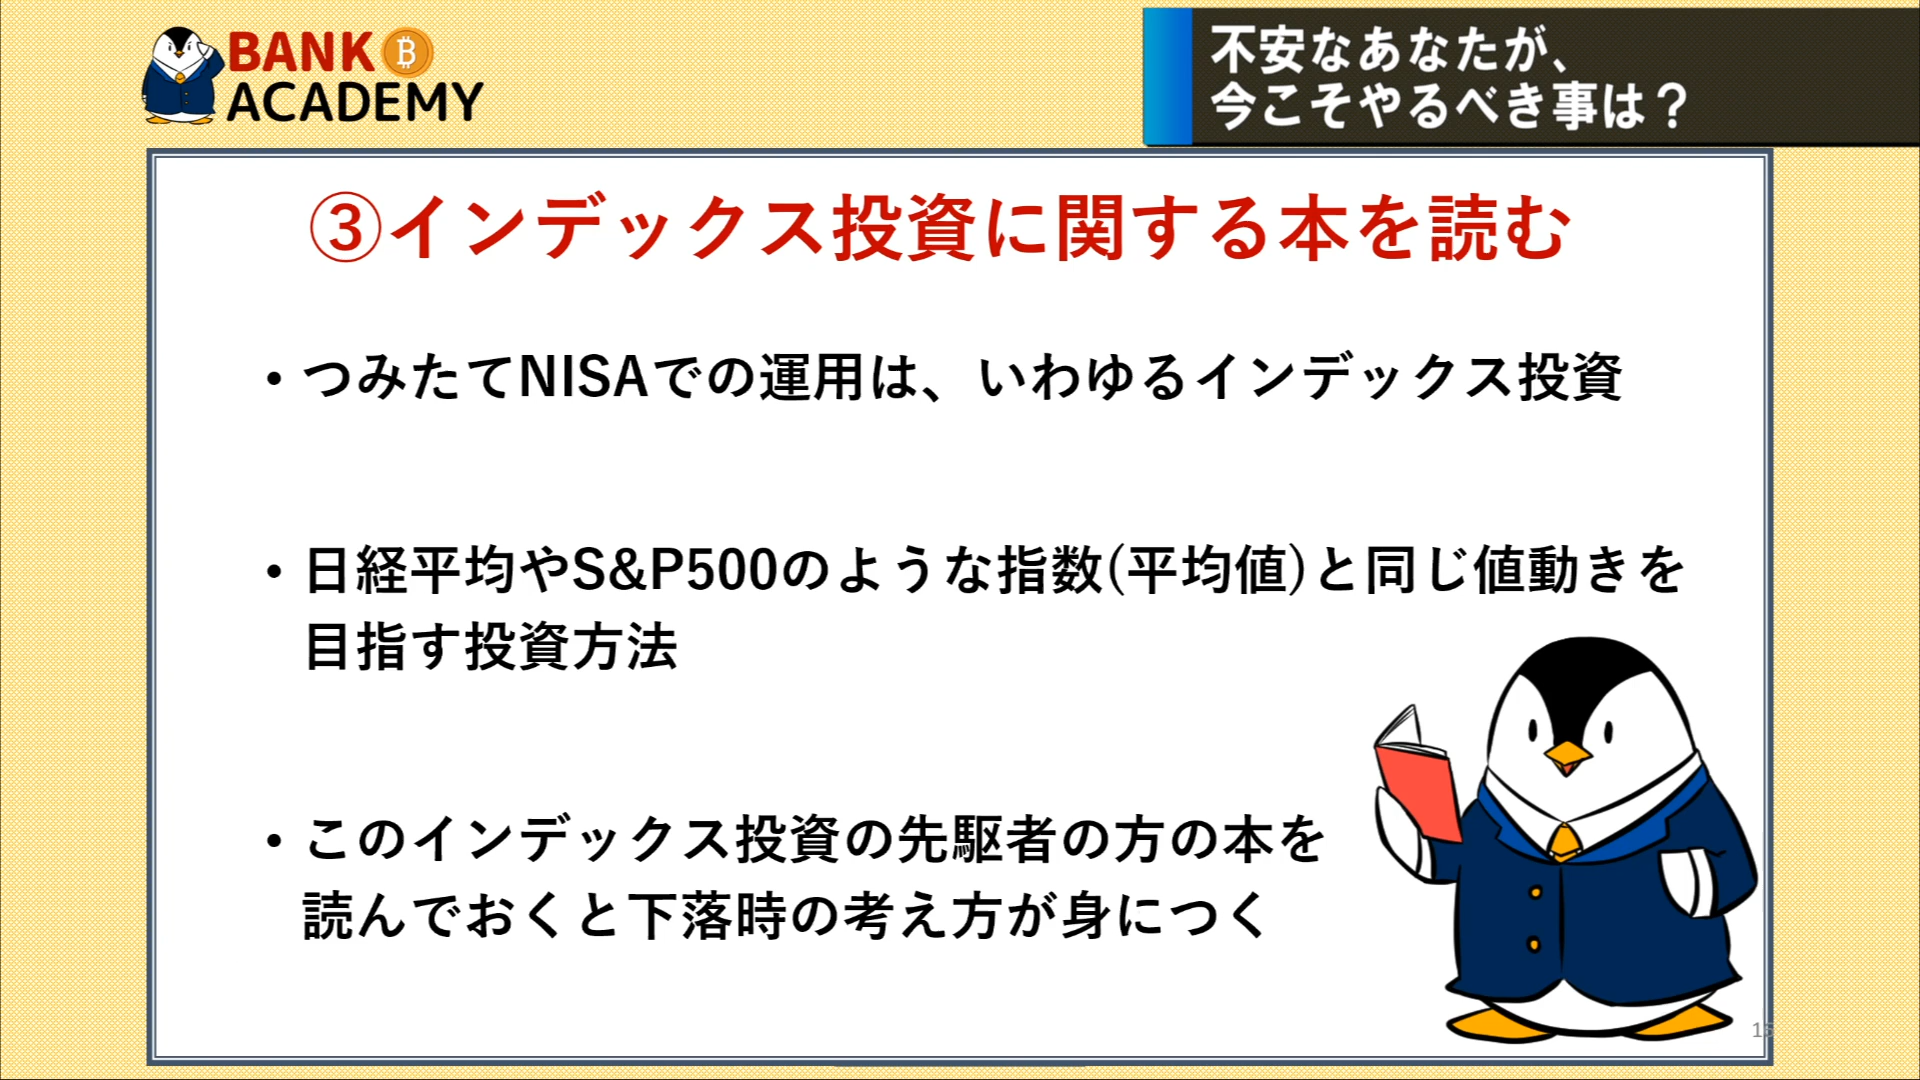 BANK
ACADEMY
不安なあなたが、
今こそやるべき事は？
③インデックス投資に関する本を読む
• つみたてNISAでの運用は、いわゆるインデックス投資
• 日経平均やS&P500のような指数(平均値)と同じ値動きを
目指す投資方法
• このインデックス投資の先駆者の方の本を
読んでおくと下落時の考え方が身につく